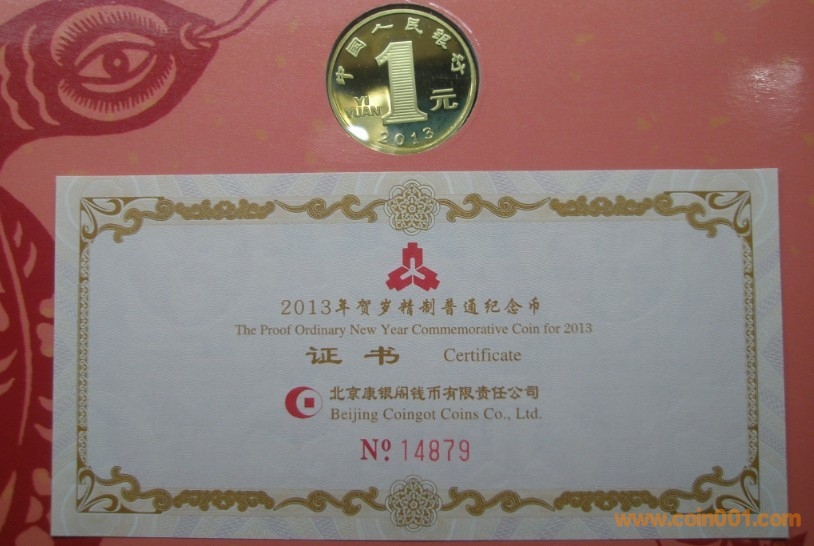 中国人民银行
1
YI
YUAN
元
2013
2013年贺岁精制普通纪念币
The Proof Ordinary New Year Commemorative Coin for 2013
证书 Certificate
北京康银阁钱币有限责任公司
Beijing Coingot Coins Co., Ltd.
Nº 14879
www.coin001.com